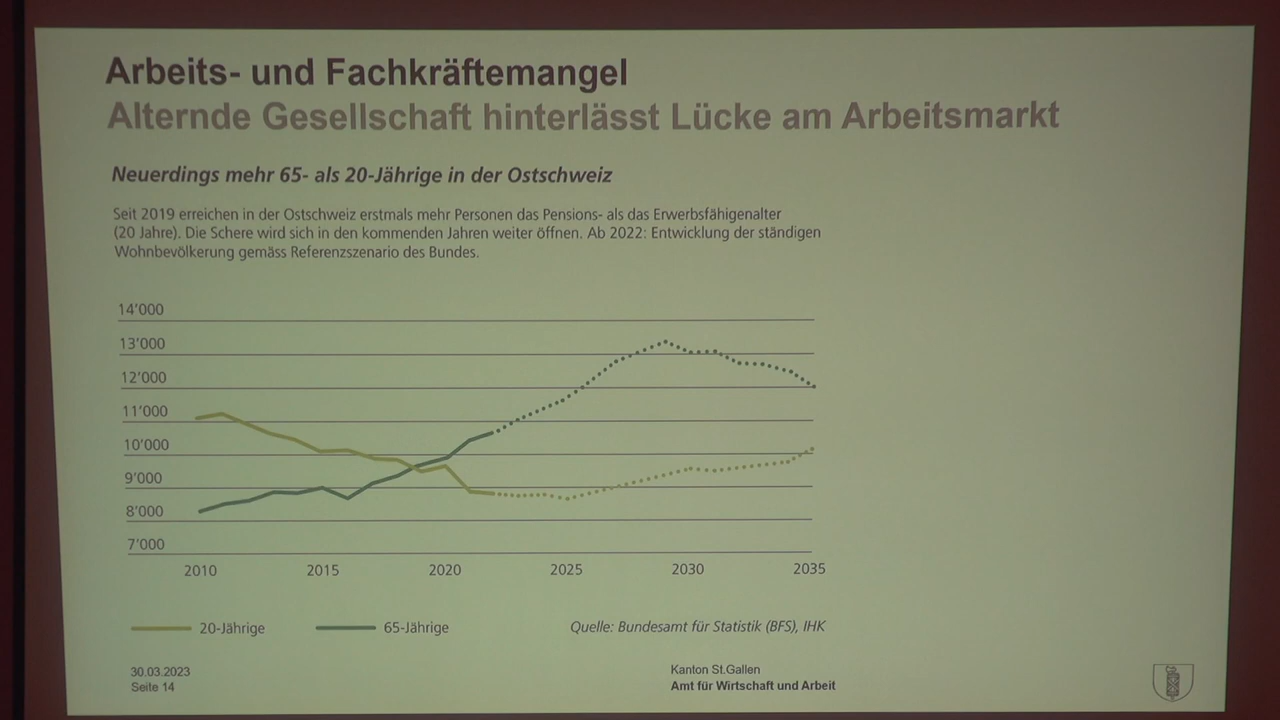 Arbeits- und Fachkräftemangel
Alternde Gesellschaft hinterlässt Lücke am Arbeitsmarkt
Neuerdings mehr 65- als 20-Jährige in der Ostschweiz
Seit 2019 erreichen in der Ostschweiz erstmals mehr Personen das Pensions- als das Erwerbsfähigenalter
(20 Jahre). Die Schere wird sich in den kommenden Jahren weiter öffnen. Ab 2022: Entwicklung der ständigen
Wohnbevölkerung gemäss Referenzszenario des Bundes.
14’000
13’000
12’000
11’000
10’000
9’000
8’000
7’000
2010 2015 2020 2025 2030 2035
20-Jährige 65-Jährige Quelle: Bundesamt für Statistik (BFS), IHK
30.03.2023 Kanton St.Gallen
Seite 14 Amt für Wirtschaft und Arbeit